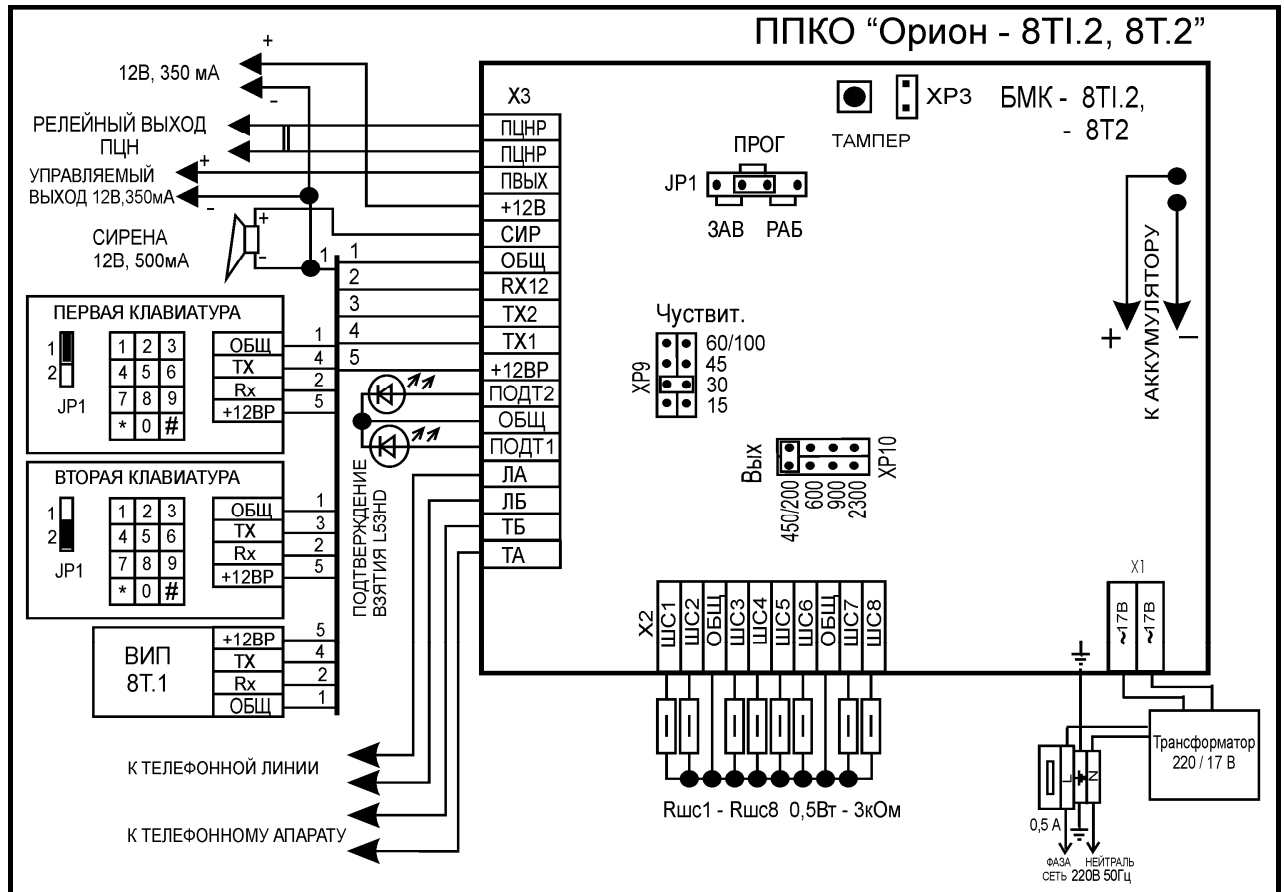 ППКО “Орион - 8TI.2, 8T.2”
+
12В, 350 мА
-
РЕЛЕЙНЫЙ ВЫХОД
ПЦН
УПРАВЛЯЕМЫЙ
ВЫХОД 12В,350мА
+
-
СИРЕНА
12В, 500мА
+
-
1
X3
ПЦНР
ПЦНР
ПВЫХ
+12В
СИР
ОБЩ
RX12
TX2
TX1
+12ВР
ПОДТ2
ОБЩ
ПОДТ1
ЛА
ЛБ
ТБ
ТА
1
2
3
4
5
ТАМПЕР
XP3
БМК - 8TI.2,
- 8T2
ПРОГ
JP1
ЗАВ РАБ
К АККУМУЛЯТОРУ
+
-
Чуствит.
XP9
60/100
45
30
15
Вых
XP10
450/200
600
900
2300
ПЕРВАЯ КЛАВИАТУРА
1
2
JP1
1 2 3
4 5 6
7 8 9
* 0 #
ОБЩ 1
TX 4
Rx 2
+12ВР 5
ВТОРАЯ КЛАВИАТУРА
1
2
JP1
1 2 3
4 5 6
7 8 9
* 0 #
ОБЩ 1
TX 3
Rx 2
+12ВР 5
ВИП
8Т.1
+12ВР 5
TX 4
Rx 2
ОБЩ 1
ПОДТВЕРЖДЕНИЕ
ВЗЯТИЯ L53HD
К ТЕЛЕФОННОЙ ЛИНИИ
К ТЕЛЕФОННОМУ АПАРАТУ
X2
ШС1
ШС2
ОБЩ
ШС3
ШС4
ШС5
ШС6
ОБЩ
ШС7
ШС8
Rшс1 - Rшс8 0,5Вт - 3кОм
X1
~17В
~17В
Трансформатор
220 / 17 В
L
N
0,5 А
ФАЗА НЕЙТРАЛЬ
СЕТЬ 220В 50Гц